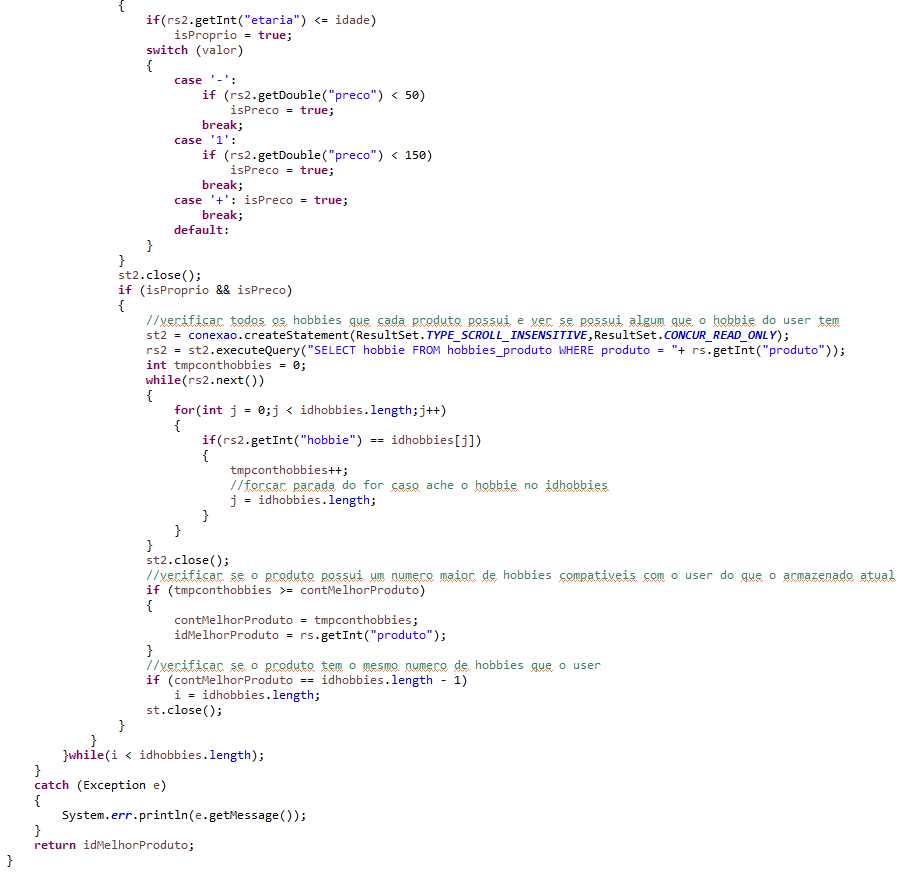 {
if(rs2.getInt("etaria") <= idade)
isProprio = true;
switch (valor)
{
case '-':
if (rs2.getDouble("preco") < 50)
isPreco = true;
break;
case '1':
if (rs2.getDouble("preco") < 150)
isPreco = true;
break;
case '+': isPreco = true;
break;
default:
}
}
st2.close();
if (isProprio && isPreco)
{
//verificar todos os hobbies que cada produto possui e ver se possui algum que o hobbie do user tem
st2 = conexao.createStatement(ResultSet.TYPE_SCROLL_INSENSITIVE,ResultSet.CONCUR_READ_ONLY);
rs2 = st2.executeQuery("SELECT hobbie FROM hobbies_produto WHERE produto = "+ rs.getInt("produto"));
int tmpconthobbies = 0;
while(rs2.next())
{
for(int j = 0;j < idhobbies.length;j++)
{
if(rs2.getInt("hobbie") == idhobbies[j])
{
tmpconthobbies++;
//forcar parada do for caso ache o hobbie no idhobbies
j = idhobbies.length;
}
}
}
st2.close();
//verificar se o produto possui um numero maior de hobbies compativeis com o user do que o armazenado atual
if (tmpconthobbies >= contMelhorProduto)
{
contMelhorProduto = tmpconthobbies;
idMelhorProduto = rs.getInt("produto");
}
//verificar se o produto tem o mesmo numero de hobbies que o user
if (contMelhorProduto == idhobbies.length - 1)
i = idhobbies.length;
st.close();
}
}
}while(i < idhobbies.length);
}
catch (Exception e)
{
System.err.println(e.getMessage());
}
return idMelhorProduto;
}